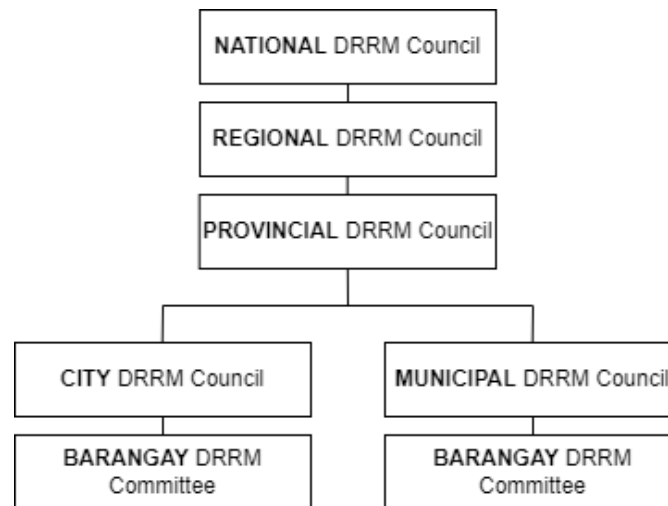 NATIONAL DRRM Council
REGIONAL DRRM Council
PROVINCIAL DRRM Council
CITY DRRM Council
MUNICIPAL DRRM Council
BARANGAY DRRM
Committee
BARANGAY DRRM
Committee